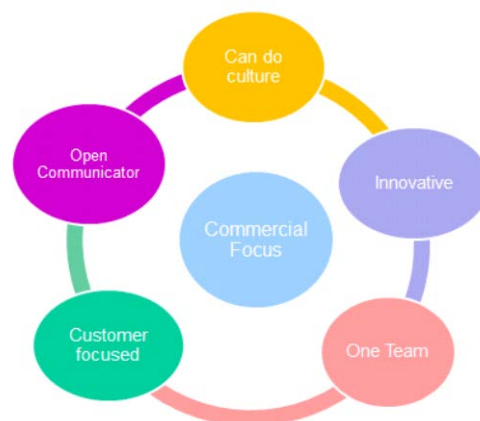 Can do
culture
Open
Communicator
Innovative
Commercial
Focus
Customer
focused
One Team